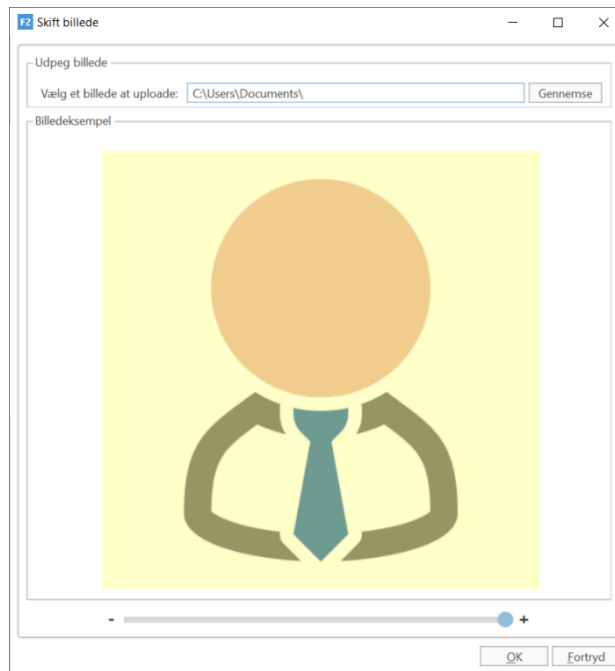 F2 Skift billede
Udpeg billede
Vælg et billede at uploade: C:\Users\Documents\ Gennemse
Billedeksempel
- +
OK Fortryd